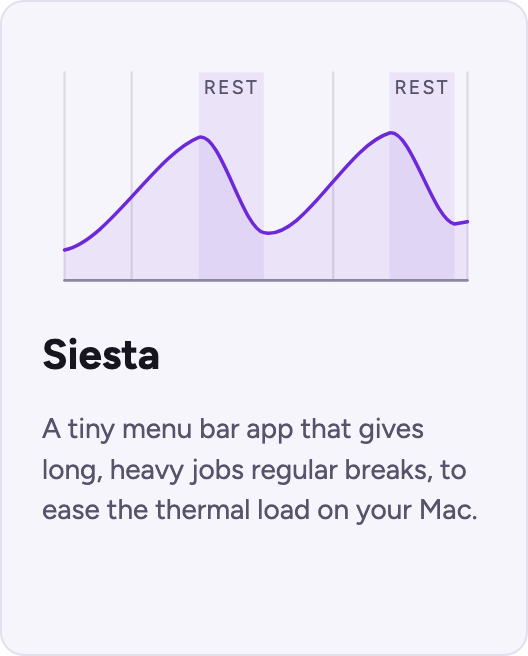 REST REST
Siesta
A tiny menu bar app that gives
long, heavy jobs regular breaks, to
ease the thermal load on your Mac.